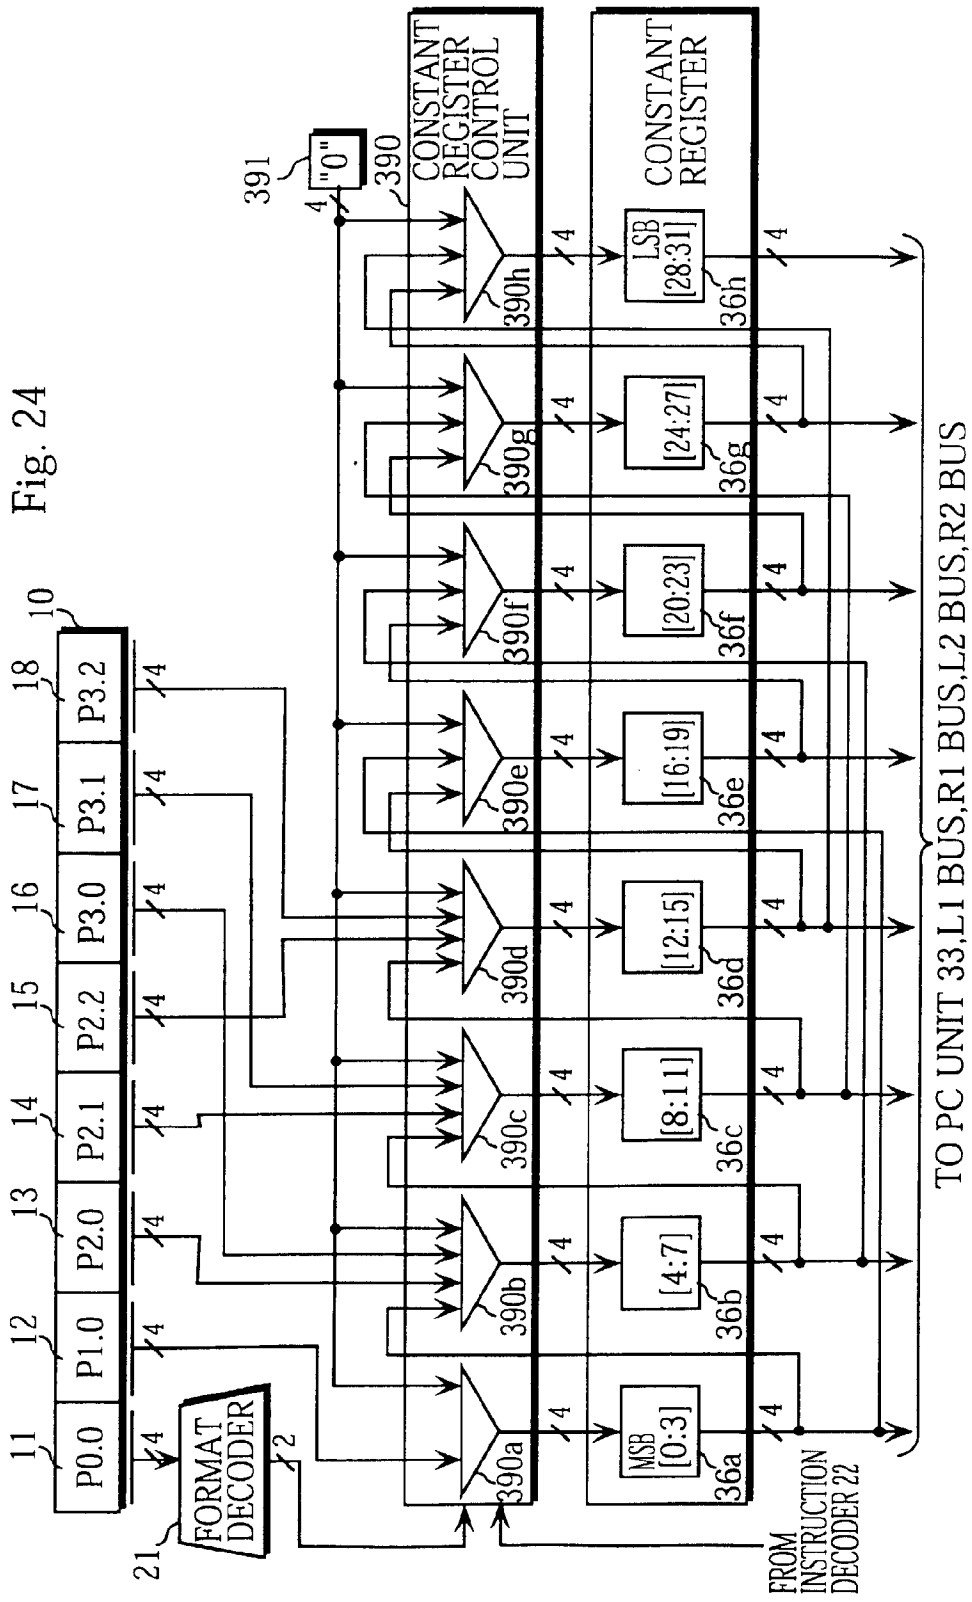 Fig. 24
11 12 13 14 15 16 17 18 10
P0.0 P1.0 P2.0 P2.1 P2.2 P3.0 P3.1 P3.2
4 4 4 4 4 4 4 4
21
FORMAT
DECODER
2
391
"0"
4
390
CONSTANT
REGISTER
CONTROL
UNIT
390a 390b 390c 390d 390e 390f 390g 390h
4 4 4 4 4 4 4 4
CONSTANT
REGISTER
MSB
[0:3]
[4:7]
[8:11]
[12:15]
[16:19]
[20:23]
[24:27]
LSB
[28:31]
36a 36b 36c 36d 36e 36f 36g 36h
4 4 4 4 4 4 4 4
FROM
INSTRUCTION
DECODER 22
TO PC UNIT 33,L1 BUS,R1 BUS,L2 BUS,R2 BUS